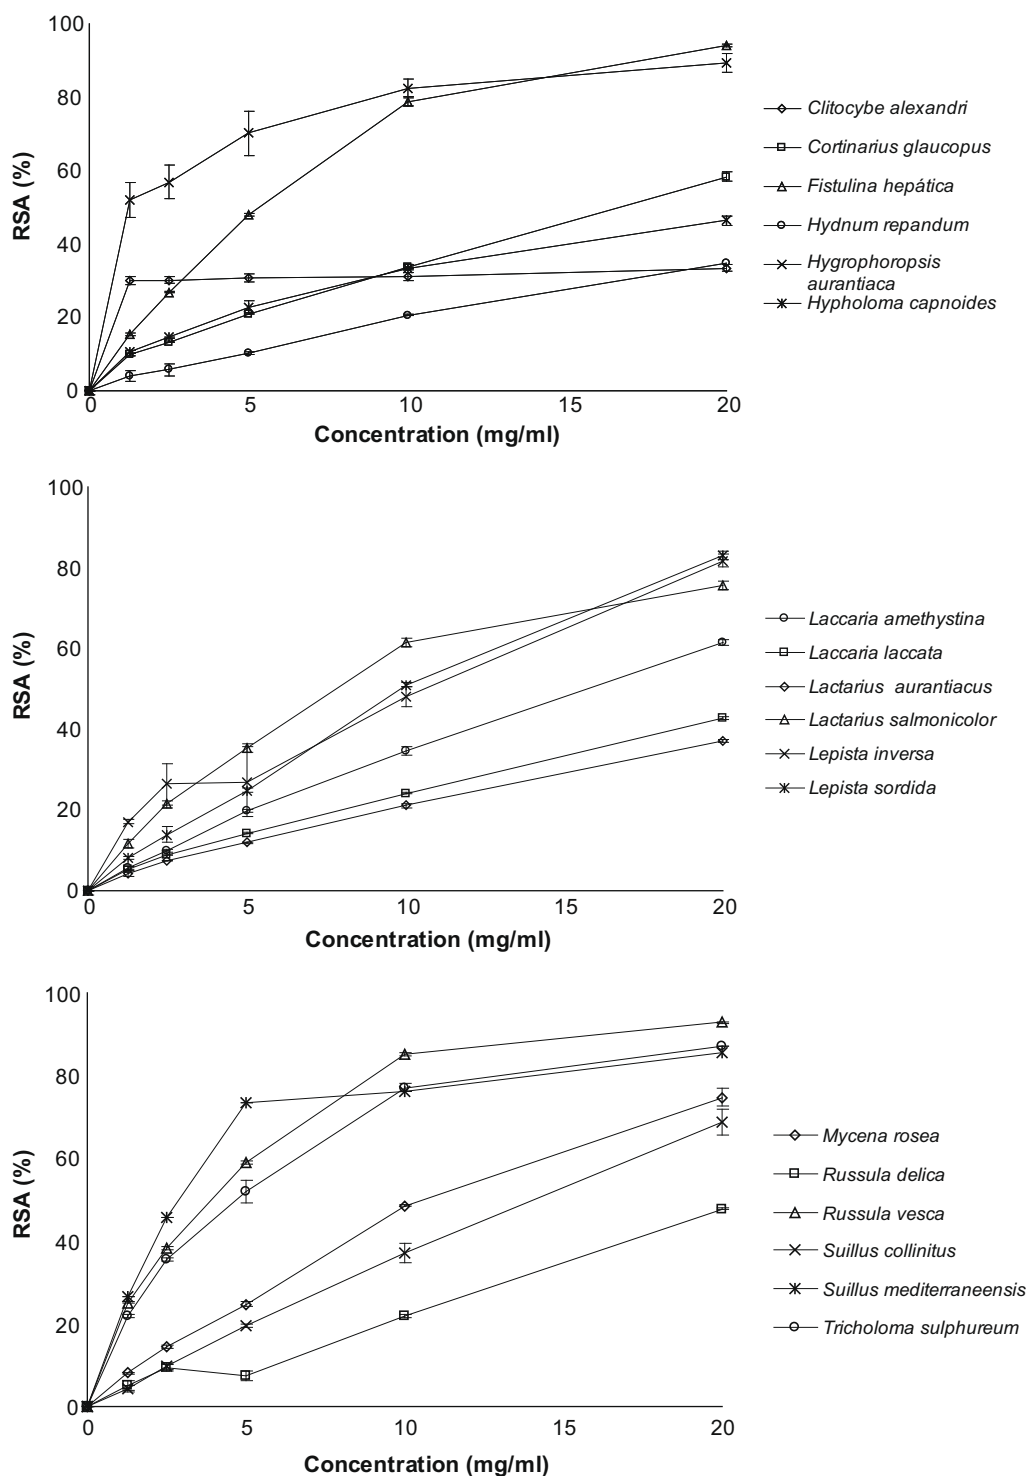 100
80
60
40
20
0
RSA (%)
0 5 10 15 20
Concentration (mg/ml)
Clitocybe alexandri
Cortinarius glaucopus
Fistulina hepática
Hydnum repandum
Hygrophoropsis
aurantiaca
Hypholoma capnoides
100
80
60
40
20
0
RSA (%)
0 5 10 15 20
Concentration (mg/ml)
Laccaria amethystina
Laccaria laccata
Lactarius aurantiacus
Lactarius salmonicolor
Lepista inversa
Lepista sordida
100
80
60
40
20
0
RSA (%)
0 5 10 15 20
Concentration (mg/ml)
Mycena rosea
Russula delica
Russula vesca
Suillus collinitus
Suillus mediterraneensis
Tricholoma sulphureum